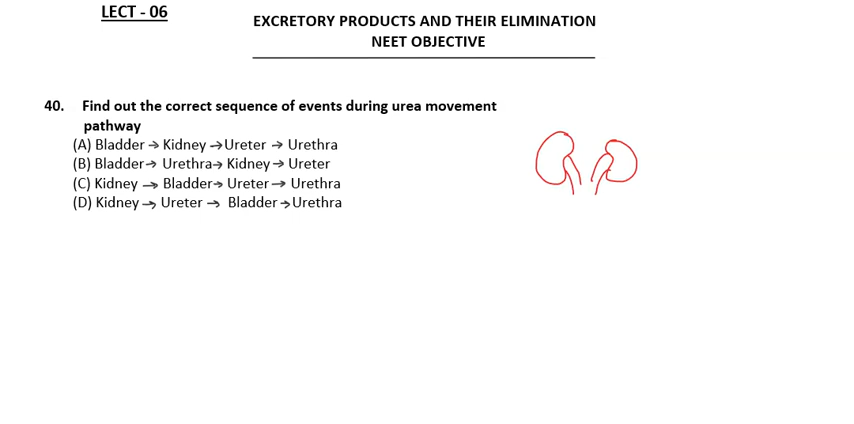 LECT - 06
EXCRETORY PRODUCTS AND THEIR ELIMINATION
NEET OBJECTIVE
40. Find out the correct sequence of events during urea movement
pathway
(A) Bladder → Kidney → Ureter → Urethra
(B) Bladder → Urethra → Kidney → Ureter
(C) Kidney → Bladder → Ureter → Urethra
(D) Kidney → Ureter → Bladder → Urethra